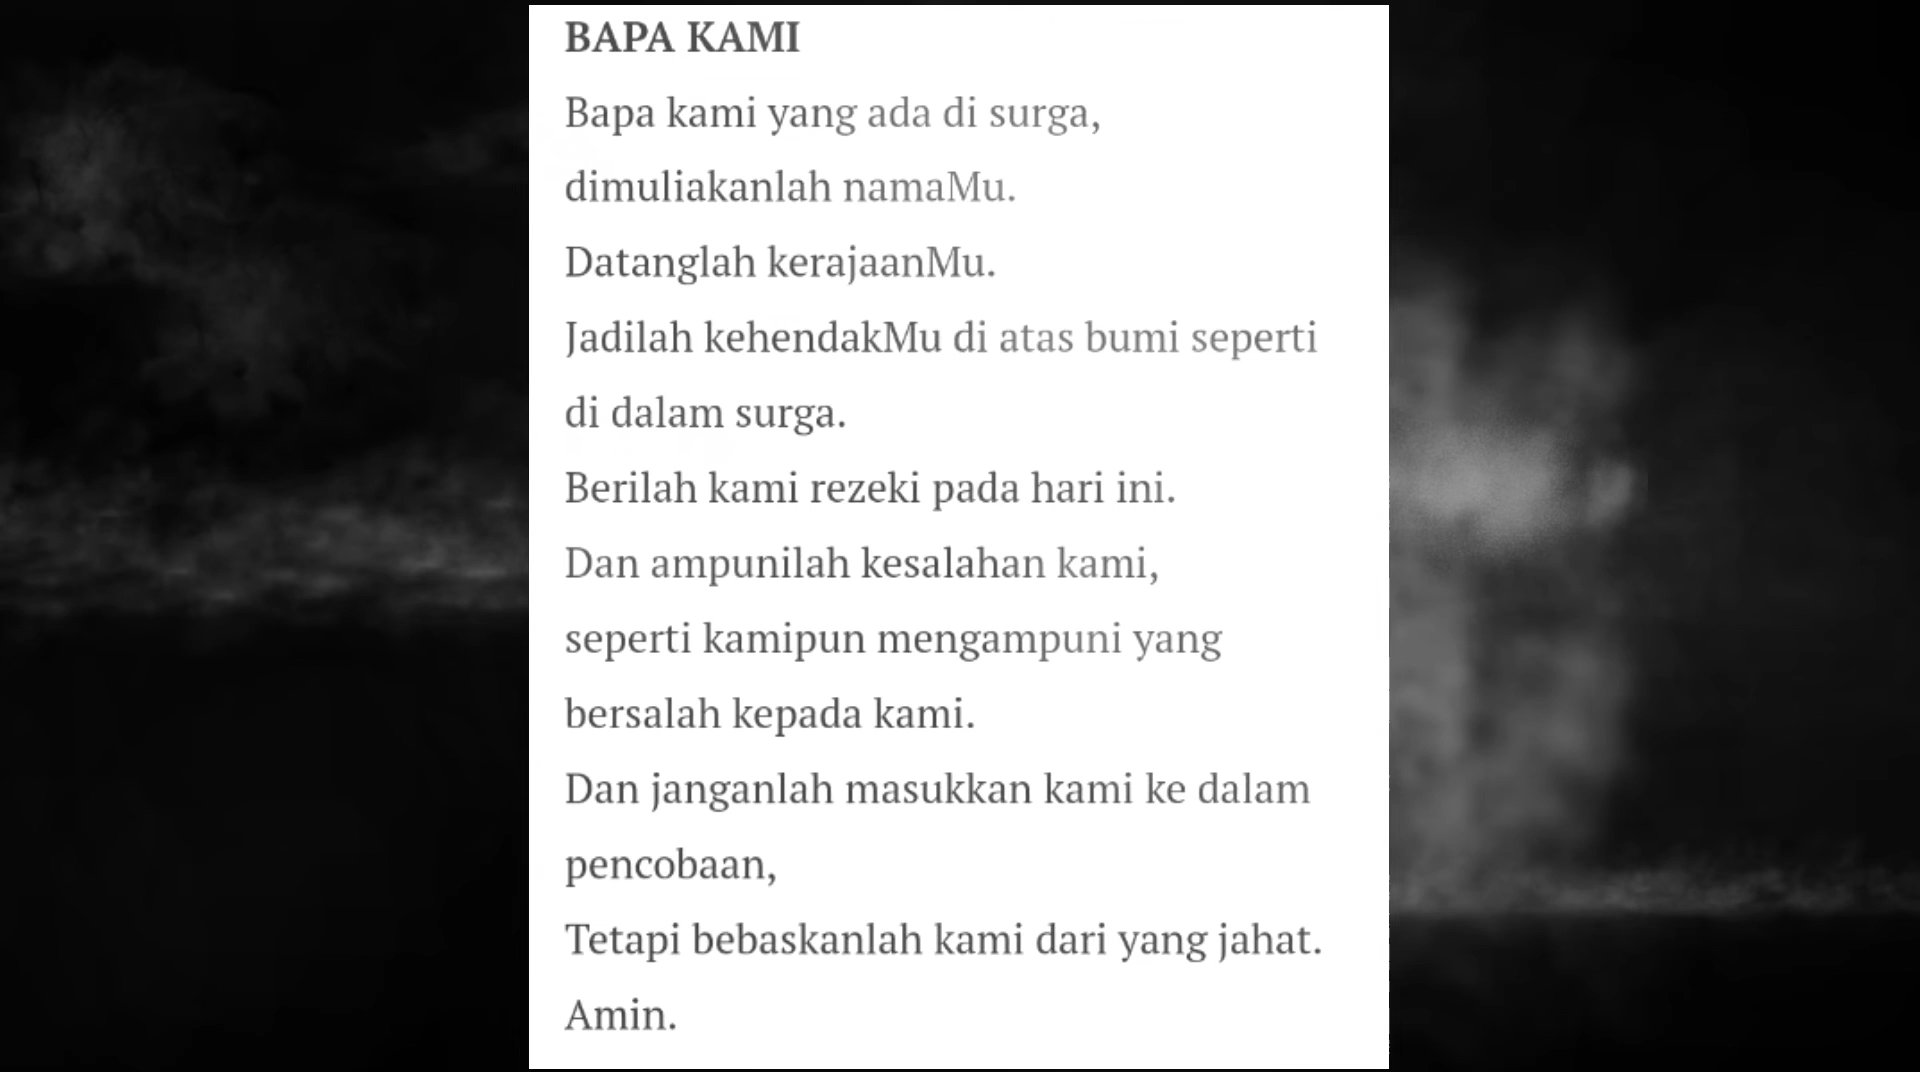 BAPA KAMI
Bapa kami yang ada di surga,
dimuliakanlah namaMu.
Datanglah kerajaanMu.
Jadilah kehendakMu di atas bumi seperti
di dalam surga.
Berilah kami rezeki pada hari ini.
Dan ampunilah kesalahan kami,
seperti kamipun mengampuni yang
bersalah kepada kami.
Dan janganlah masukkan kami ke dalam
pencobaan,
Tetapi bebaskanlah kami dari yang jahat.
Amin.